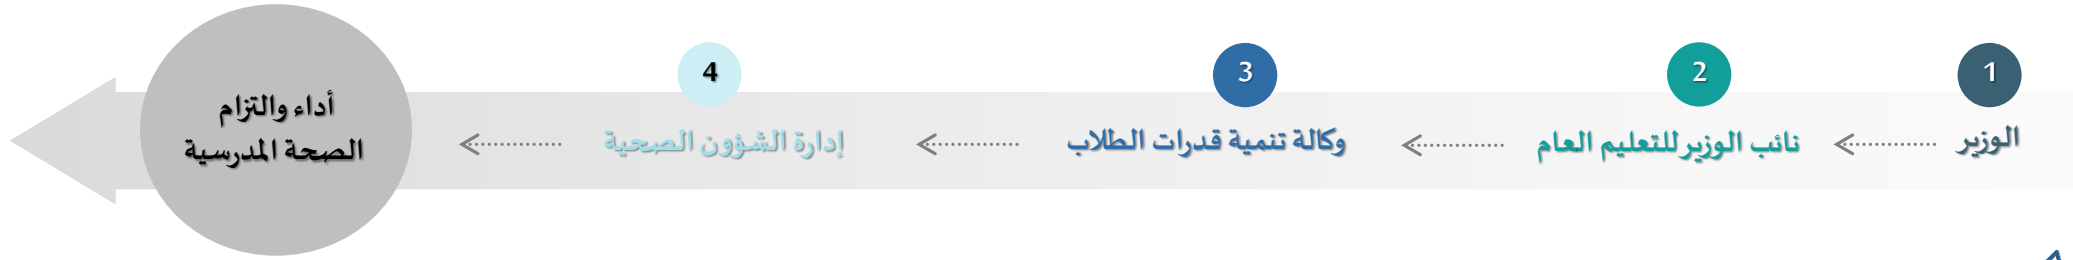 1
الوزير
2
نائب الوزير للتعليم العام
3
وكالة تنمية قدرات الطلاب
4
إدارة الشؤون الصحية
أداء والتزام
الصحة المدرسية